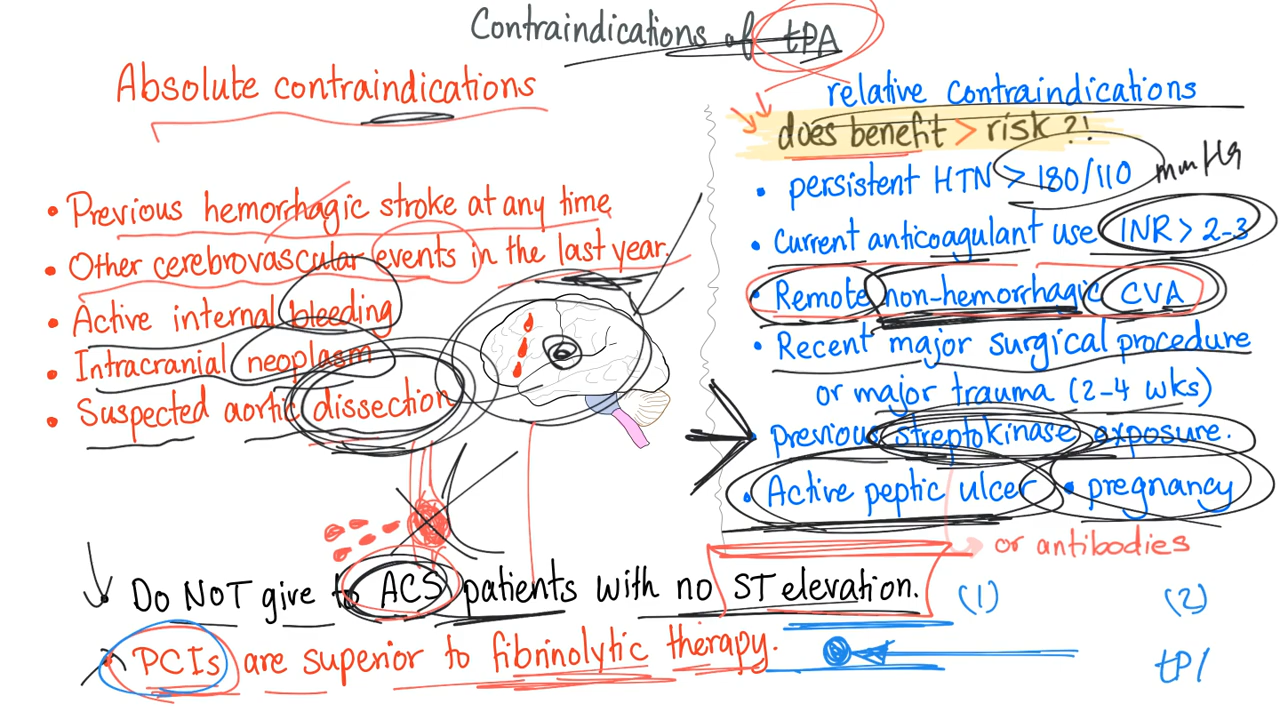 Contraindications of tPA
Absolute contraindications
• Previous hemorrhagic stroke at any time
• Other cerebrovascular events in the last year.
• Active internal bleeding
• Intracranial neoplasm
• Suspected aortic dissection
relative contraindications
does benefit > risk ?!
• persistent HTN > 180/110 mmHg
• Current anticoagulant use INR > 2-3
• Remote non-hemorrhagic CVA
• Recent major surgical procedure
or major trauma (2-4 wks)
• previous streptokinase exposure.
• Active peptic ulcer • pregnancy
or antibodies
Do NOT give to ACS patients with no ST elevation.
(1) (2)
PCIs are superior to fibrinolytic therapy.
tP